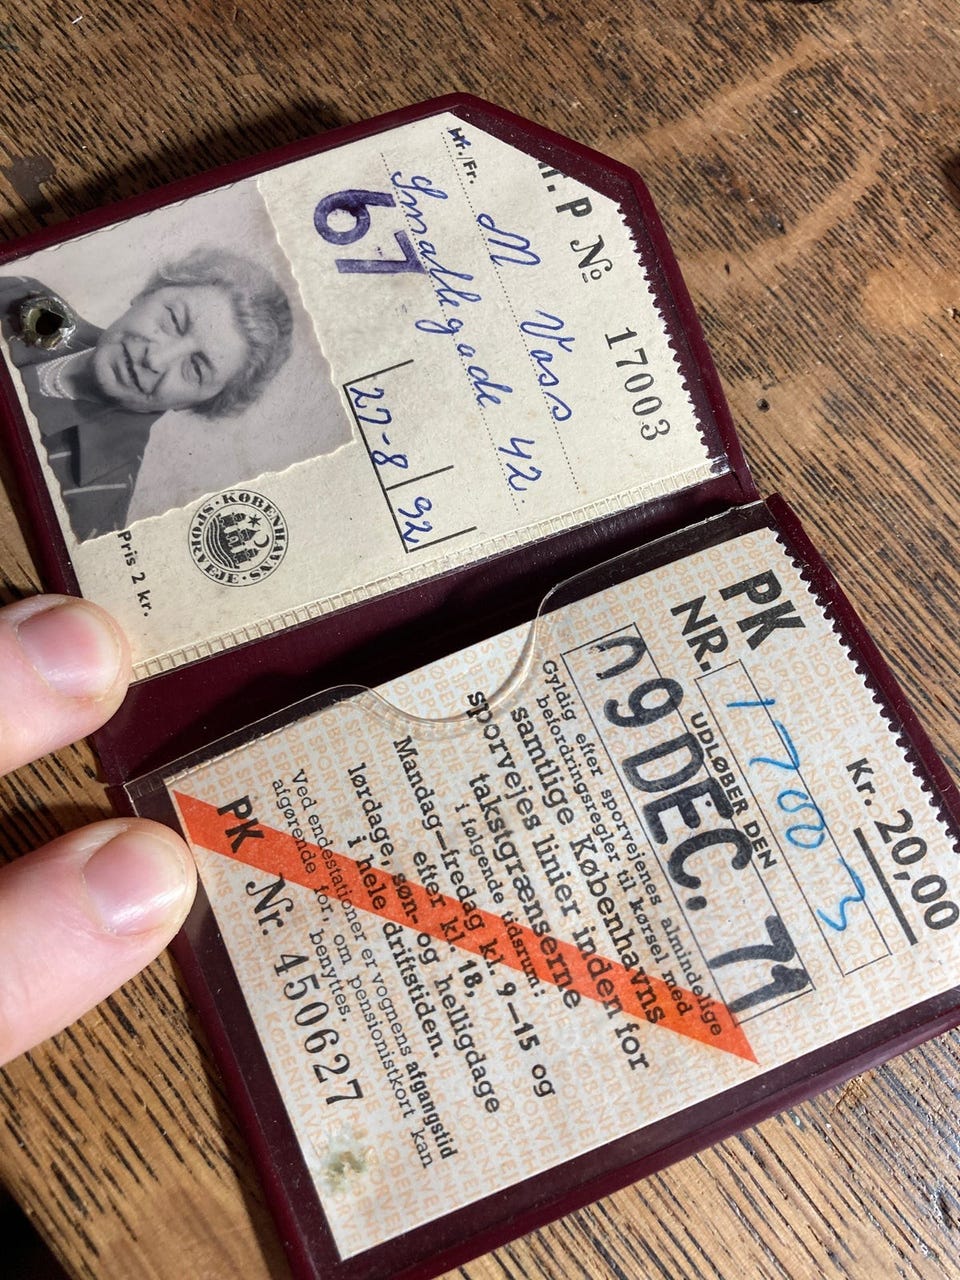 P No 17003
Hr./Fr. M Vass
Smallegade 42.
67
27-8 92
KØBENHAVNS SPORVEJE
Pris 2 kr.
PK Kr. 20,00
NR. 17003
UDLØBER DEN
09 DEC. 71
Gyldig efter sporvejenes almindelige
befordringsregler til kørsel med
samtlige Københavns
sporvejes linier inden for
takstgrænserne
i følgende tidsrum:
Mandag—fredag kl. 9—15 og
efter kl. 18,
lørdage, søn- og helligdage
i hele driftstiden.
Ved endestationer er vognens afgangstid
afgørende for, om pensionistkort kan
benyttes.
PK Nr. 450627